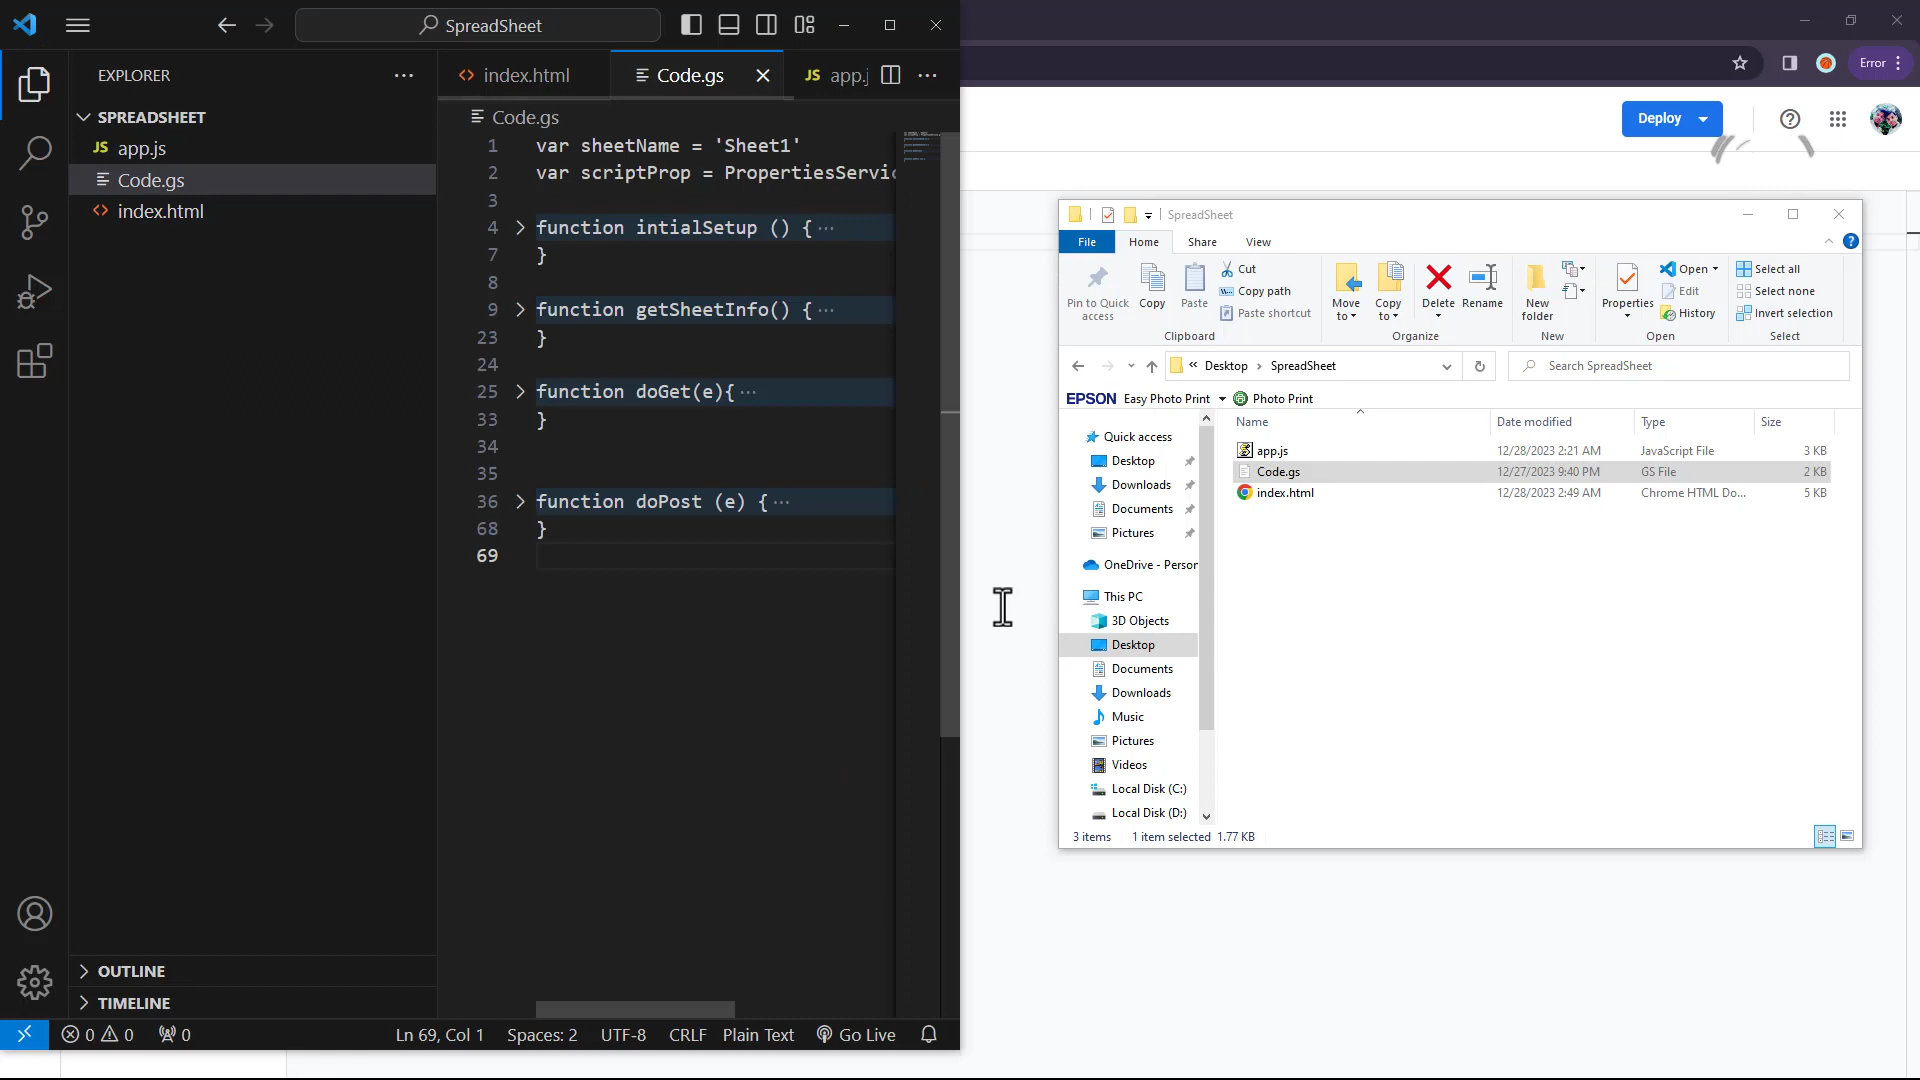 SpreadSheet
EXPLORER
SPREADSHEET
JS app.js
Code.gs
index.html
OUTLINE
TIMELINE
index.html
Code.gs
JS app.j
Code.gs
1 var sheetName = 'Sheet1'
2 var scriptProp = PropertiesServic
3
4 function intialSetup () {···
7 }
8
9 function getSheetInfo() {···
23 }
24
25 function doGet(e){···
33 }
34
35
36 function doPost (e) {···
68 }
69
0 0 0
Ln 69, Col 1 Spaces: 2 UTF-8 CRLF Plain Text Go Live
Error
Deploy
SpreadSheet
File Home Share View
Pin to Quick access
Copy
Paste
Cut
Copy path
Paste shortcut
Clipboard
Move to
Copy to
Delete
Rename
Organize
New folder
New
Properties
Open
Edit
History
Open
Select all
Select none
Invert selection
Select
« Desktop › SpreadSheet
Search SpreadSheet
EPSON Easy Photo Print Photo Print
Quick access
Desktop
Downloads
Documents
Pictures
OneDrive - Person
This PC
3D Objects
Desktop
Documents
Downloads
Music
Pictures
Videos
Local Disk (C:)
Local Disk (D:)
Name Date modified Type Size
app.js 12/28/2023 2:21 AM JavaScript File 3 KB
Code.gs 12/27/2023 9:40 PM GS File 2 KB
index.html 12/28/2023 2:49 AM Chrome HTML Do... 5 KB
3 items 1 item selected 1.77 KB